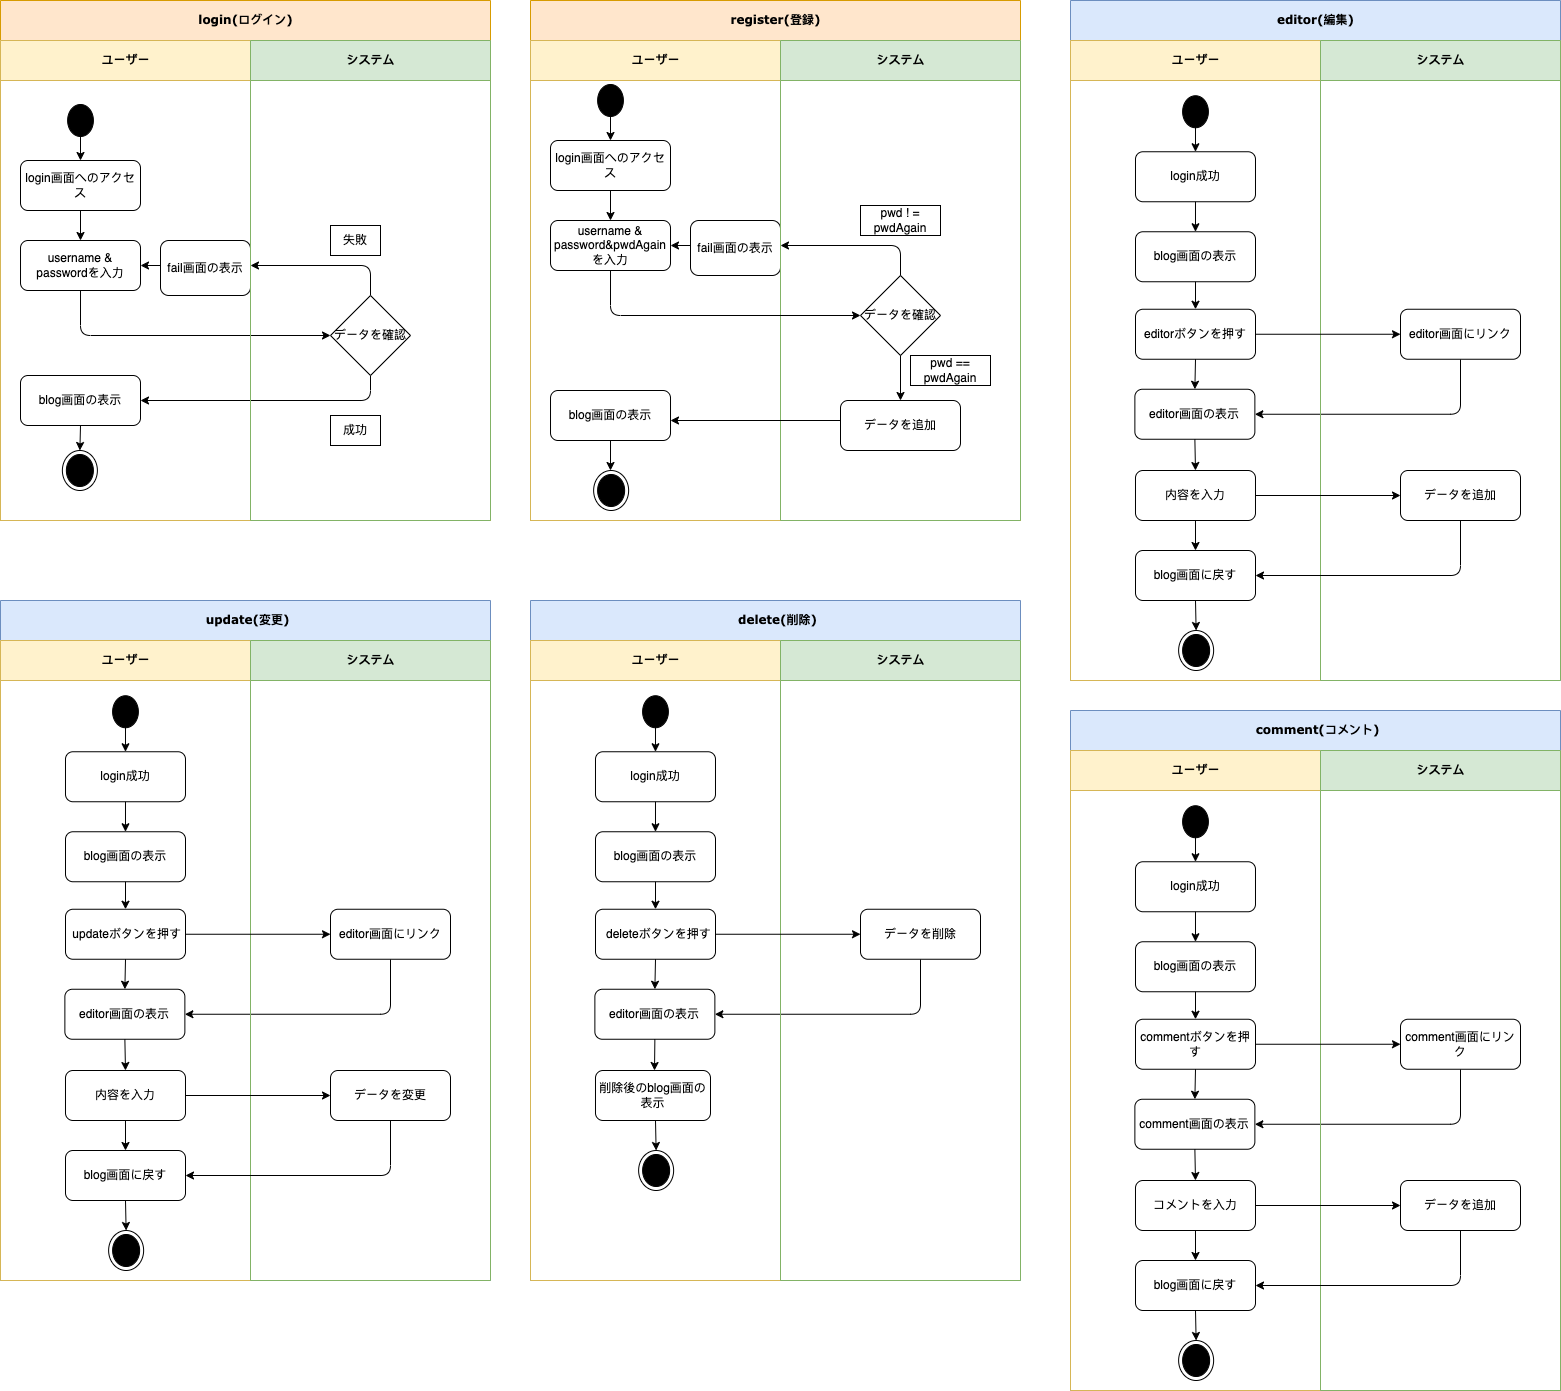 login(ログイン)
ユーザー
システム
login画面へのアクセ
ス
username &
passwordを入力
fail画面の表示
失敗
データを確認
blog画面の表示
成功
register(登録)
ユーザー
システム
login画面へのアクセ
ス
username &
password&pwdAgain
を入力
fail画面の表示
pwd ! =
pwdAgain
データを確認
pwd ==
pwdAgain
blog画面の表示
データを追加
editor(編集)
ユーザー
システム
login成功
blog画面の表示
editorボタンを押す
editor画面にリンク
editor画面の表示
内容を入力
データを追加
blog画面に戻す
update(変更)
ユーザー
システム
login成功
blog画面の表示
updateボタンを押す
editor画面にリンク
editor画面の表示
内容を入力
データを変更
blog画面に戻す
delete(削除)
ユーザー
システム
login成功
blog画面の表示
deleteボタンを押す
データを削除
editor画面の表示
削除後のblog画面の
表示
comment(コメント)
ユーザー
システム
login成功
blog画面の表示
commentボタンを押
す
comment画面にリン
ク
comment画面の表示
コメントを入力
データを追加
blog画面に戻す